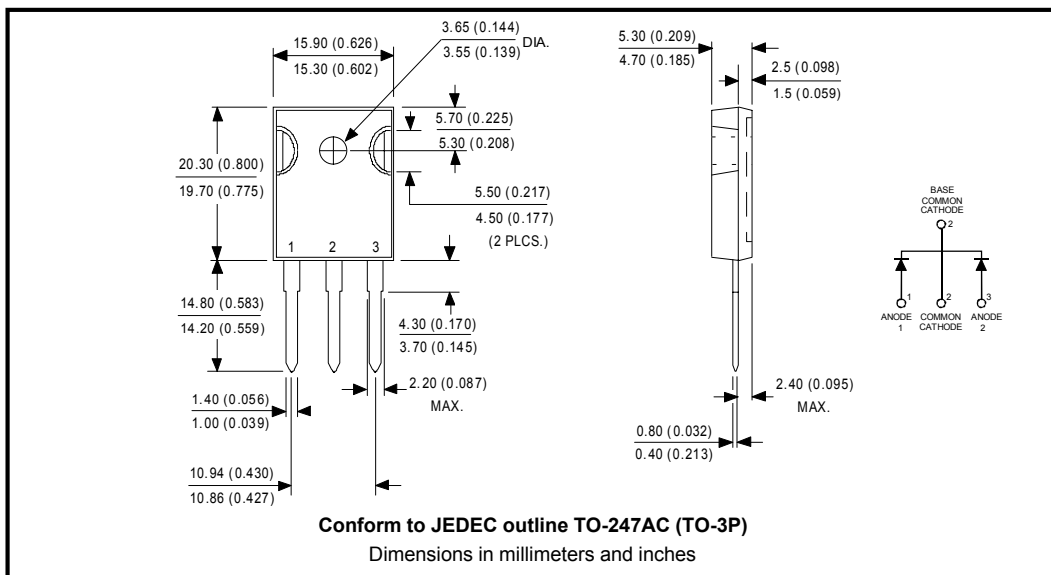 3.65 (0.144)
3.55 (0.139)
DIA.
15.90 (0.626)
15.30 (0.602)
5.30 (0.209)
4.70 (0.185)
2.5 (0.098)
1.5 (0.059)
5.70 (0.225)
5.30 (0.208)
20.30 (0.800)
19.70 (0.775)
5.50 (0.217)
4.50 (0.177)
(2 PLCS.)
1 2 3
BASE
COMMON
CATHODE
2
1 2 3
ANODE
1
COMMON
CATHODE
ANODE
2
14.80 (0.583)
14.20 (0.559)
4.30 (0.170)
3.70 (0.145)
2.20 (0.087)
MAX.
1.40 (0.056)
1.00 (0.039)
2.40 (0.095)
MAX.
0.80 (0.032)
0.40 (0.213)
10.94 (0.430)
10.86 (0.427)
Conform to JEDEC outline TO-247AC (TO-3P)
Dimensions in millimeters and inches